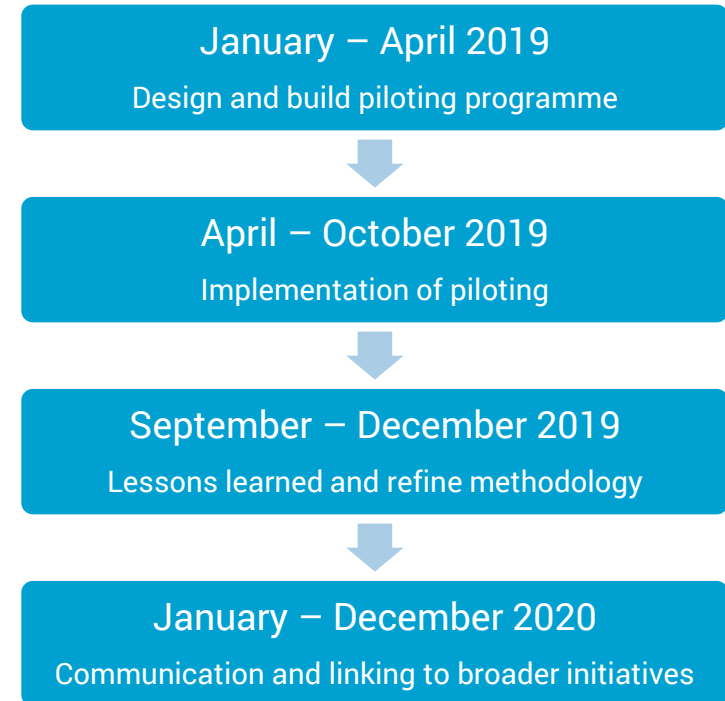 January – April 2019
Design and build piloting programme
April – October 2019
Implementation of piloting
September – December 2019
Lessons learned and refine methodology
January – December 2020
Communication and linking to broader initiatives